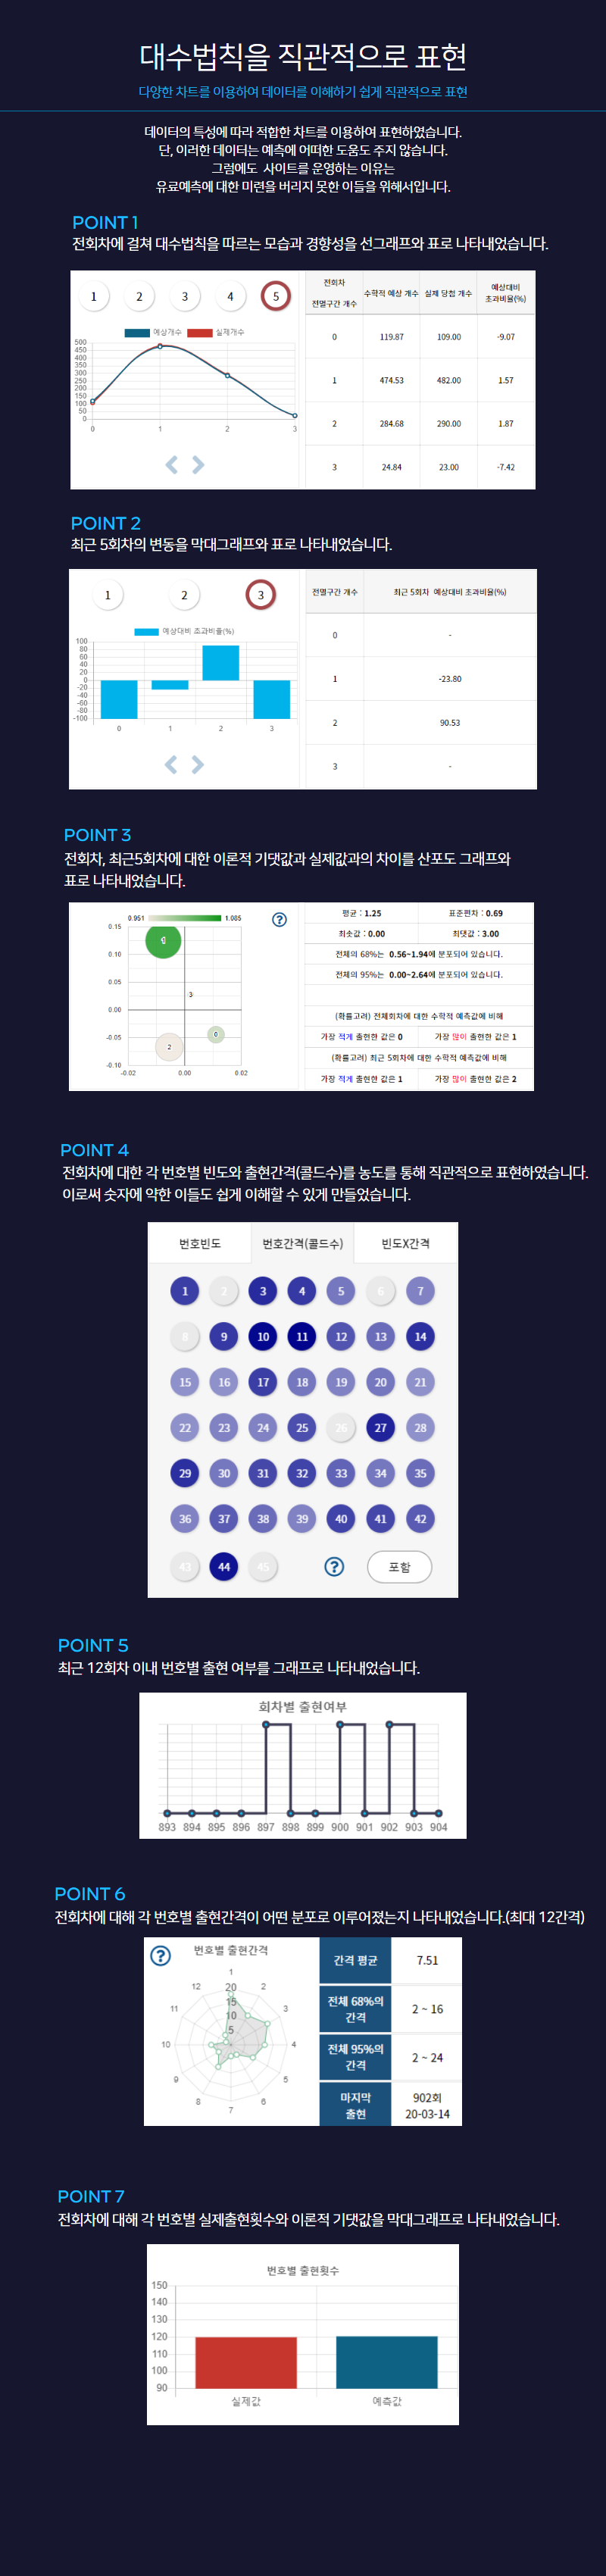 대수법칙을 직관적으로 표현
다양한 차트를 이용하여 데이터를 이해하기 쉽게 직관적으로 표현
데이터의 특성에 따라 적합한 차트를 이용하여 표현하였습니다.
단, 이러한 데이터는 예측에 어떠한 도움도 주지 않습니다.
그럼에도 사이트를 운영하는 이유는
유료예측에 대한 미련을 버리지 못한 이들을 위해서입니다.
POINT 1
전회차에 걸쳐 대수법칙을 따르는 모습과 경향성을 선그래프와 표로 나타내었습니다.
1 2 3 4 5
예상개수 실제개수
500
450
400
350
300
250
200
150
100
50
0
0 1 2 3
전회차
전멸구간 개수
수학적 예상 개수 실제 당첨 개수
예상대비
초과비율(%)
0 119.87 109.00 -9.07
1 474.53 482.00 1.57
2 284.68 290.00 1.87
3 24.84 23.00 -7.42
POINT 2
최근 5회차의 변동을 막대그래프와 표로 나타내었습니다.
1 2 3
예상대비 초과비율(%)
100
80
60
40
20
0
-20
-40
-60
-80
-100
0 1 2 3
전멸구간 개수 최근 5회차 예상대비 초과비율(%)
0 -
1 -23.80
2 90.53
3 -
POINT 3
전회차, 최근5회차에 대한 이론적 기댓값과 실제값과의 차이를 산포도 그래프와
표로 나타내었습니다.
0.951 1.085
0.15
0.10
0.05
0.00
-0.05
-0.10
-0.02 0.00 0.02
3
0
2
평균 : 1.25 표준편차 : 0.69
최솟값 : 0.00 최댓값 : 3.00
전체의 68%는 0.56~1.94에 분포되어 있습니다.
전체의 95%는 0.00~2.64에 분포되어 있습니다.
(확률고려) 전체회차에 대한 수학적 예측값에 비해
가장 적게 출현한 값은 0 가장 많이 출현한 값은 1
(확률고려) 최근 5회차에 대한 수학적 예측값에 비해
가장 적게 출현한 값은 1 가장 많이 출현한 값은 2
POINT 4
전회차에 대한 각 번호별 빈도와 출현간격(콜드수)를 농도를 통해 직관적으로 표현하였습니다.
이로써 숫자에 약한 이들도 쉽게 이해할 수 있게 만들었습니다.
번호빈도 번호간격(콜드수) 빈도X간격
1 2 3 4 5 6 7
8 9 10 11 12 13 14
15 16 17 18 19 20 21
22 23 24 25 26 27 28
29 30 31 32 33 34 35
36 37 38 39 40 41 42
43 44 45 ? 포함
POINT 5
최근 12회차 이내 번호별 출현 여부를 그래프로 나타내었습니다.
회차별 출현여부
893 894 895 896 897 898 899 900 901 902 903 904
POINT 6
전회차에 대해 각 번호별 출현간격이 어떤 분포로 이루어졌는지 나타내었습니다.(최대 12간격)
? 번호별 출현간격
1
2
3
4
5
6
7
8
9
10
11
12
20
15
10
5
간격 평균 7.51
전체 68%의
간격
2 ~ 16
전체 95%의
간격
2 ~ 24
마지막
출현
902회
20-03-14
POINT 7
전회차에 대해 각 번호별 실제출현횟수와 이론적 기댓값을 막대그래프로 나타내었습니다.
번호별 출현횟수
150
140
130
120
110
100
90
실제값 예측값